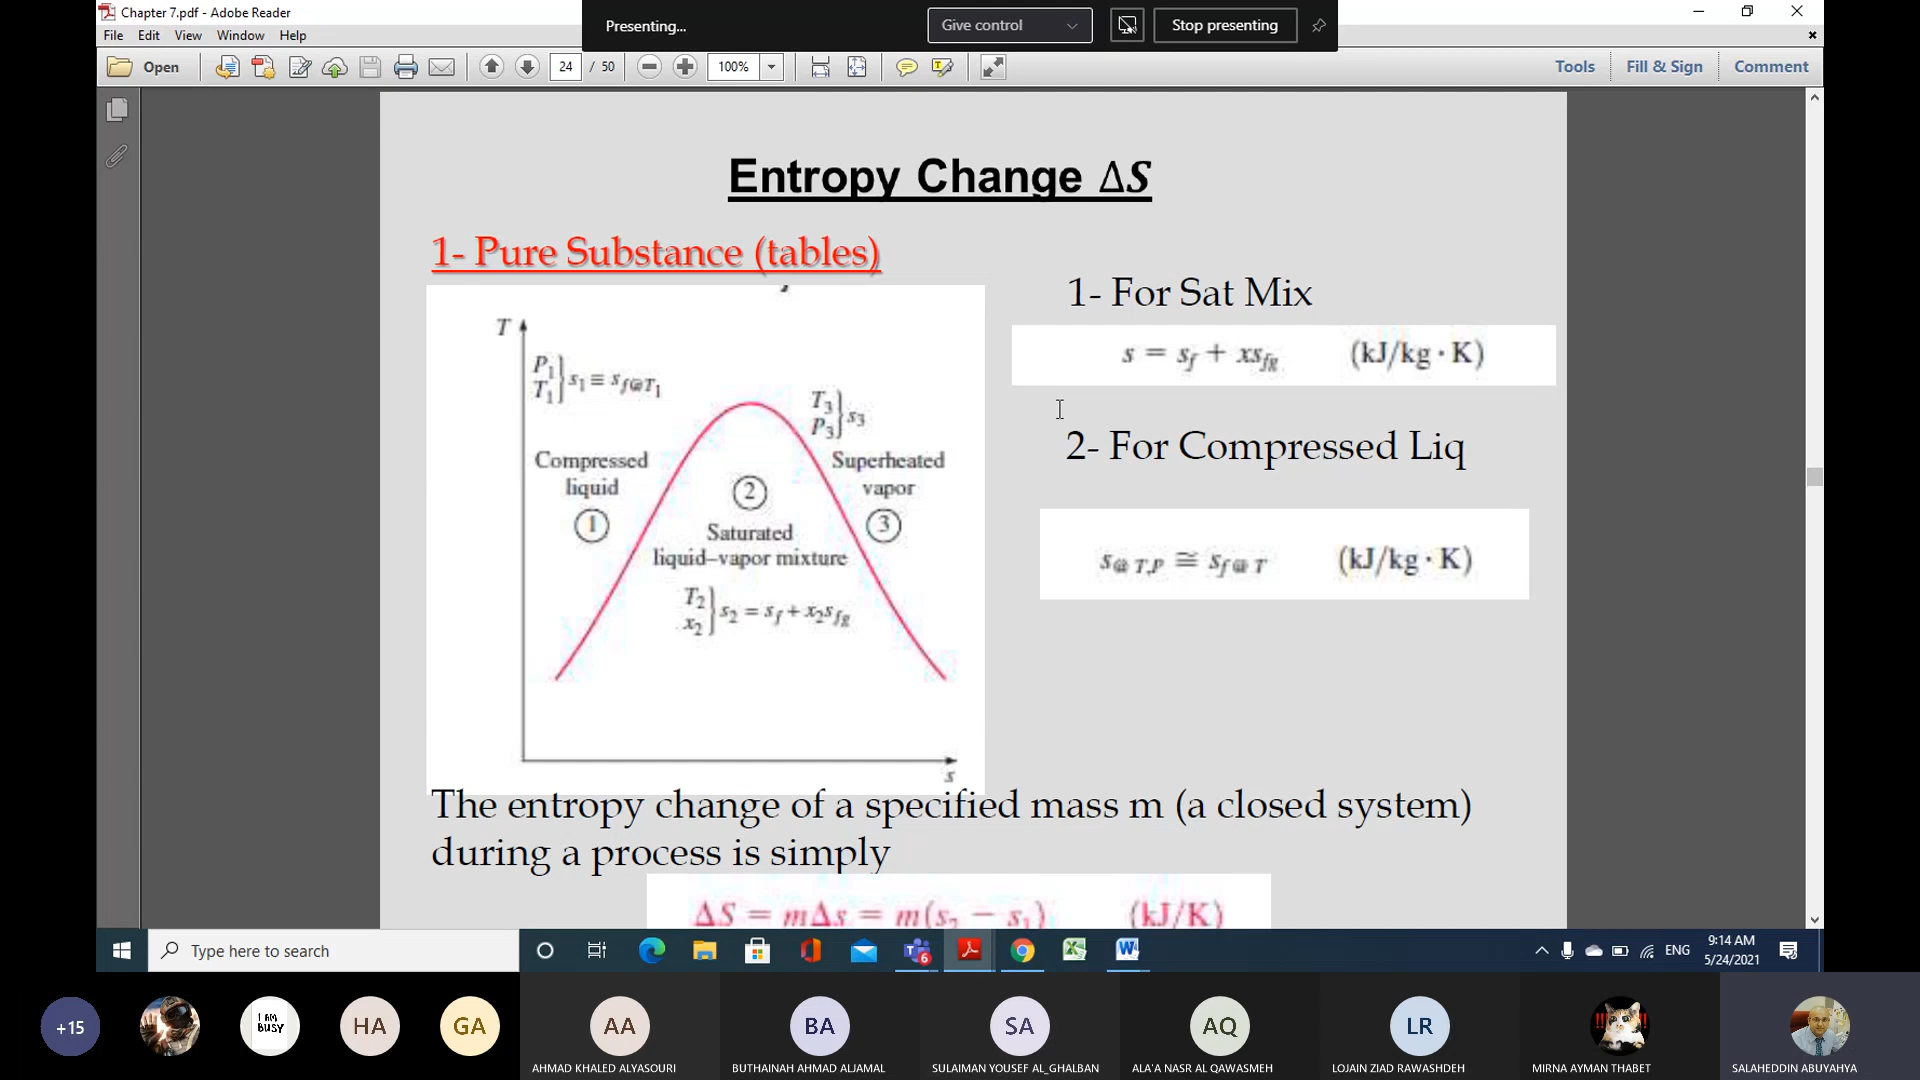 Chapter 7.pdf - Adobe Reader
Presenting...
Give control
Stop presenting
File Edit View Window Help
Open
24 / 50
100%
Tools
Fill & Sign
Comment
Entropy Change ΔS
1- Pure Substance (tables)
T
P1 T1 } s1 ≡ sf@T1
T3 P3 } s3
Compressed liquid
1
Superheated vapor
3
2
Saturated liquid–vapor mixture
T2 x2 } s2 = sf + x2sfg
s
1- For Sat Mix
s = sf + xsfg (kJ/kg · K)
2- For Compressed Liq
s@ T,P ≅ sf@ T (kJ/kg · K)
The entropy change of a specified mass m (a closed system)
during a process is simply
ΔS = mΔs = m(s2 − s1) (kJ/K)
Type here to search
6
ENG
9:14 AM
5/24/2021
+15
I AM
BUSY
HA
GA
AA
BA
SA
AQ
LR
!!
AHMAD KHALED ALYASOURI
BUTHAINAH AHMAD ALJAMAL
SULAIMAN YOUSEF AL_GHALBAN
ALA'A NASR AL QAWASMEH
LOJAIN ZIAD RAWASHDEH
MIRNA AYMAN THABET
SALAHEDDIN ABUYAHYA